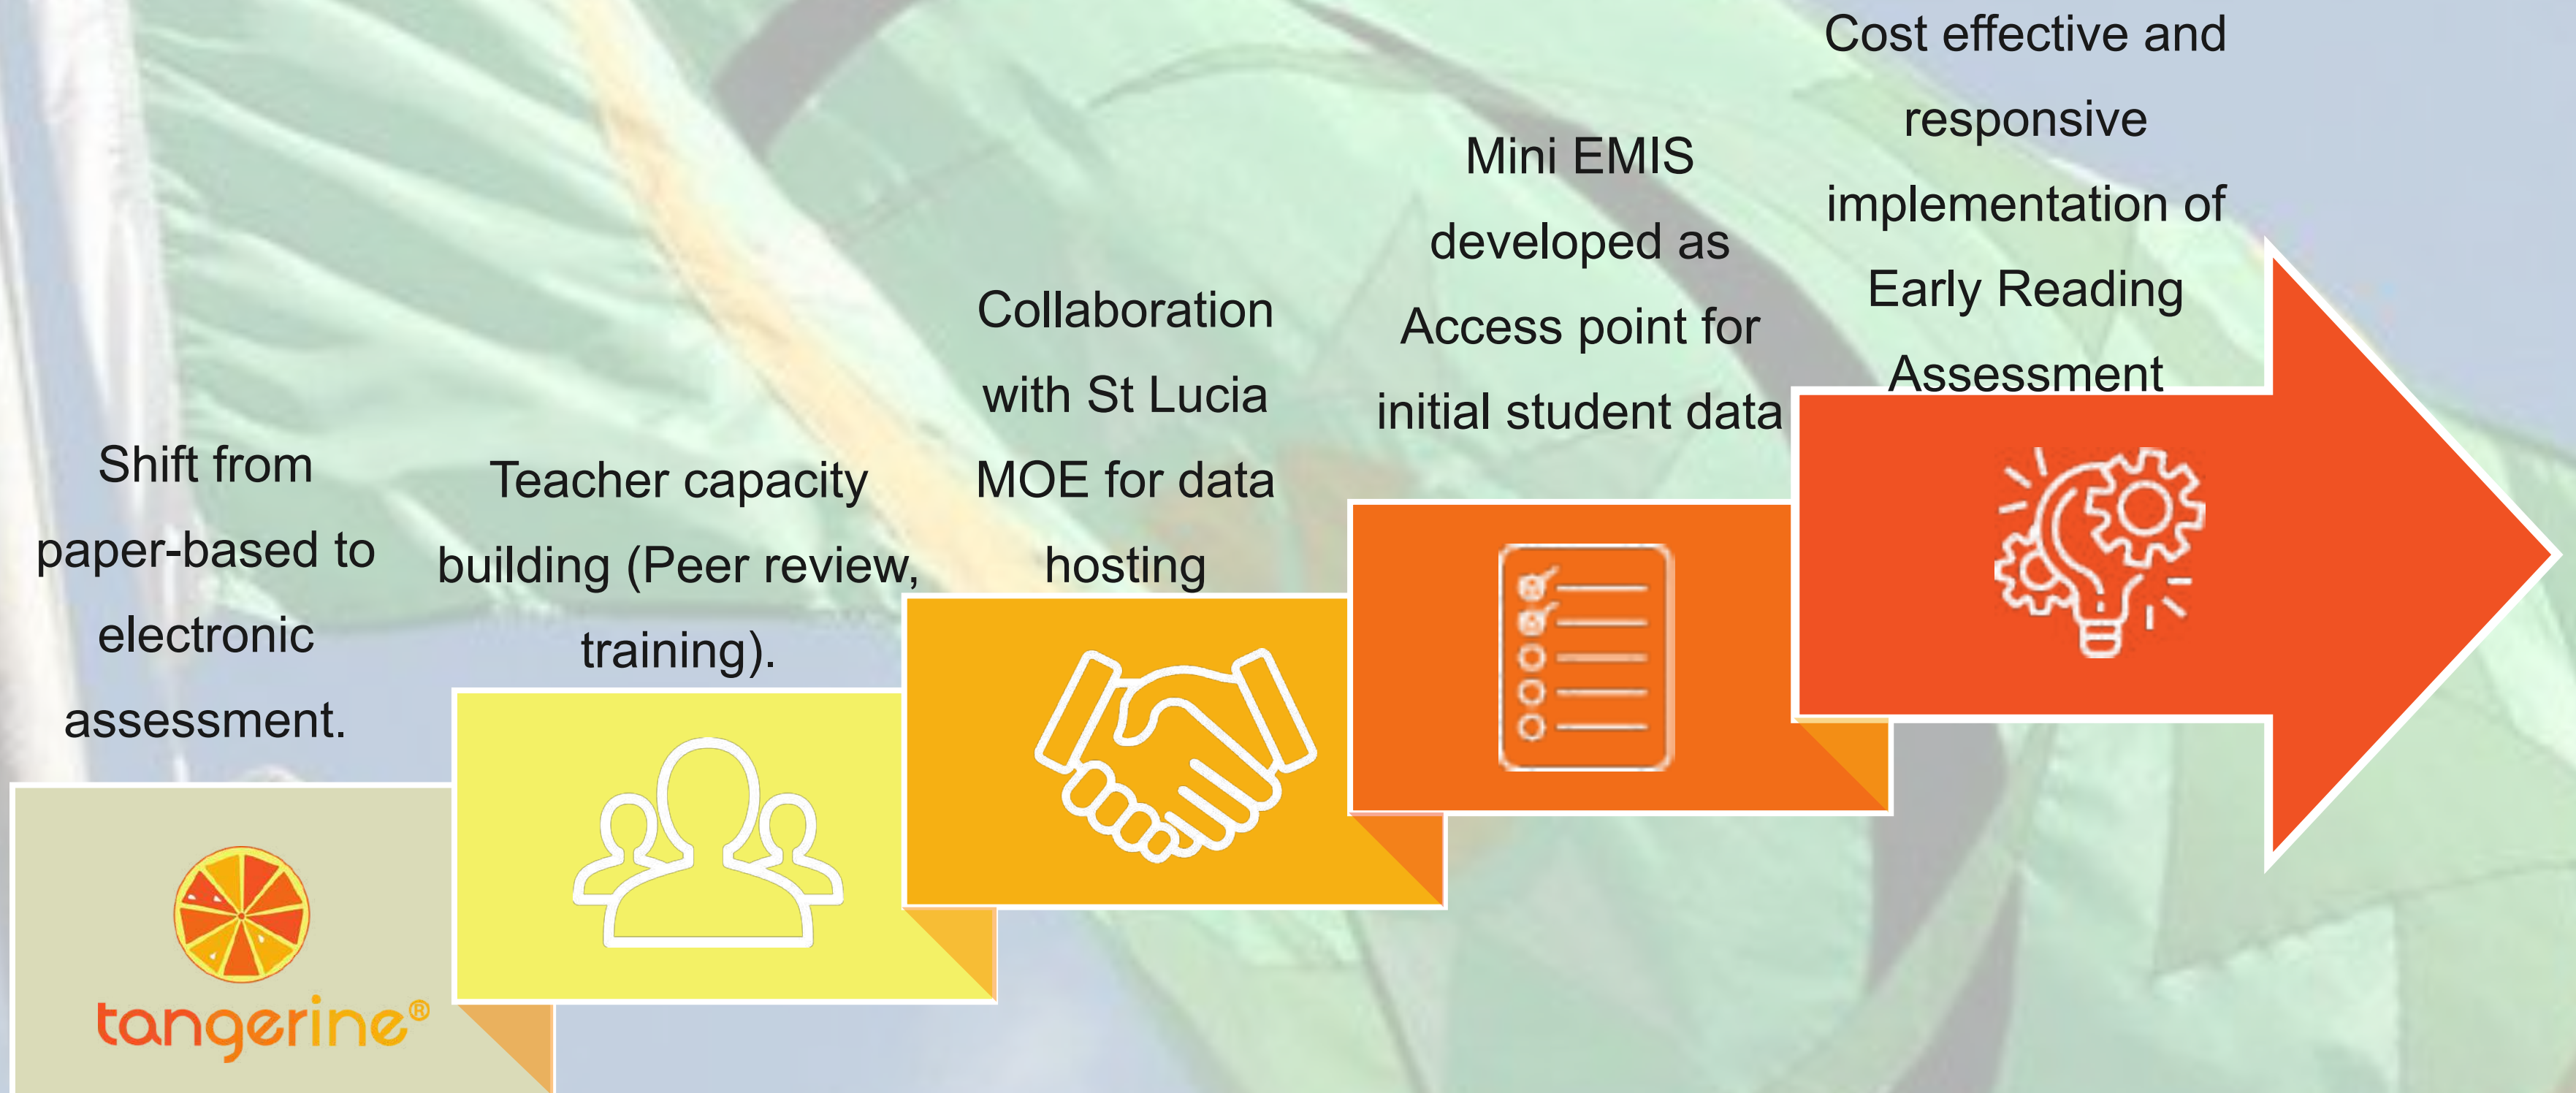 Shift from
paper-based to
electronic
assessment.
tangerine®
Teacher capacity
building (Peer review,
training).
Collaboration
with St Lucia
MOE for data
hosting
Mini EMIS
developed as
Access point for
initial student data
Cost effective and
responsive
implementation of
Early Reading
Assessment